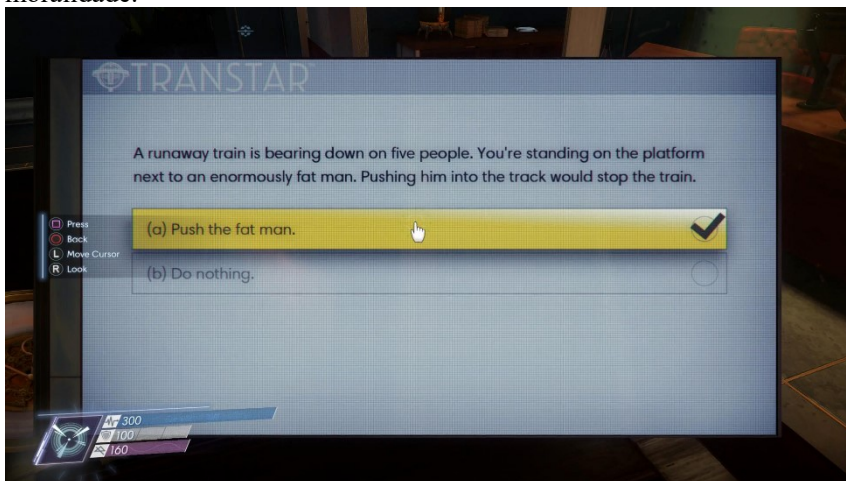 TRANSTAR
A runaway train is bearing down on five people. You're standing on the platform
next to an enormously fat man. Pushing him into the track would stop the train.
(a) Push the fat man.
(b) Do nothing.
Press
Back
L Move Cursor
R Look
300
100
160